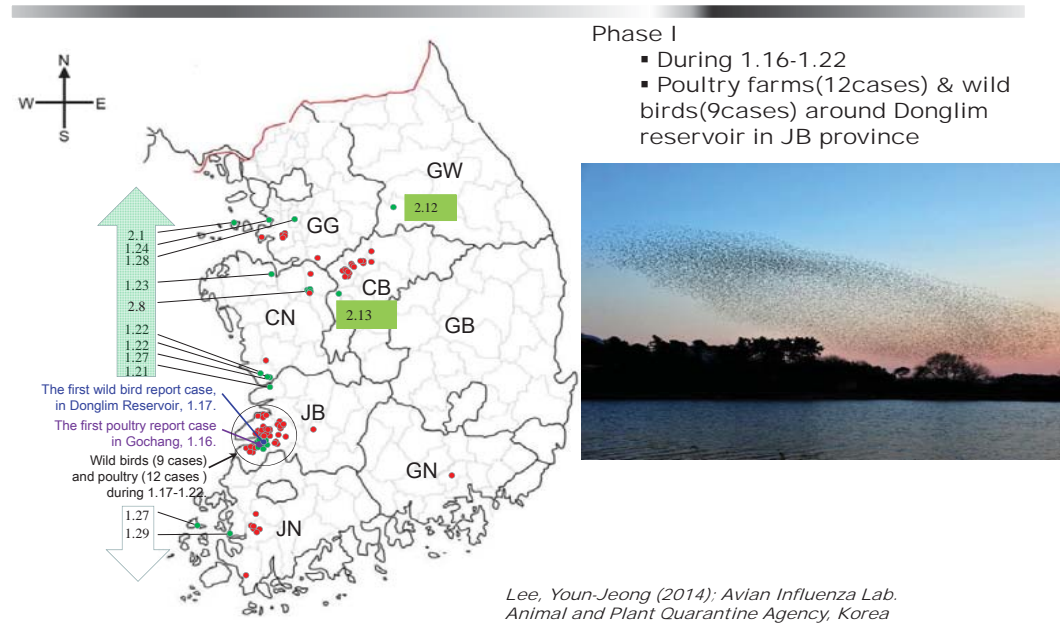 Phase I
▪ During 1.16-1.22
▪ Poultry farms(12cases) & wild
birds(9cases) around Donglim
reservoir in JB province
N
W
E
S
GW
2.12
GG
2.1
1.24
1.28
1.23
2.8
CB
2.13
CN
GB
1.22
1.22
1.27
1.21
The first wild bird report case,
in Donglim Reservoir, 1.17.
The first poultry report case
in Gochang, 1.16.
Wild birds (9 cases)
and poultry (12 cases )
during 1.17-1.22.
JB
GN
JN
1.27
1.29
Lee, Youn-Jeong (2014); Avian Influenza Lab.
Animal and Plant Quarantine Agency, Korea